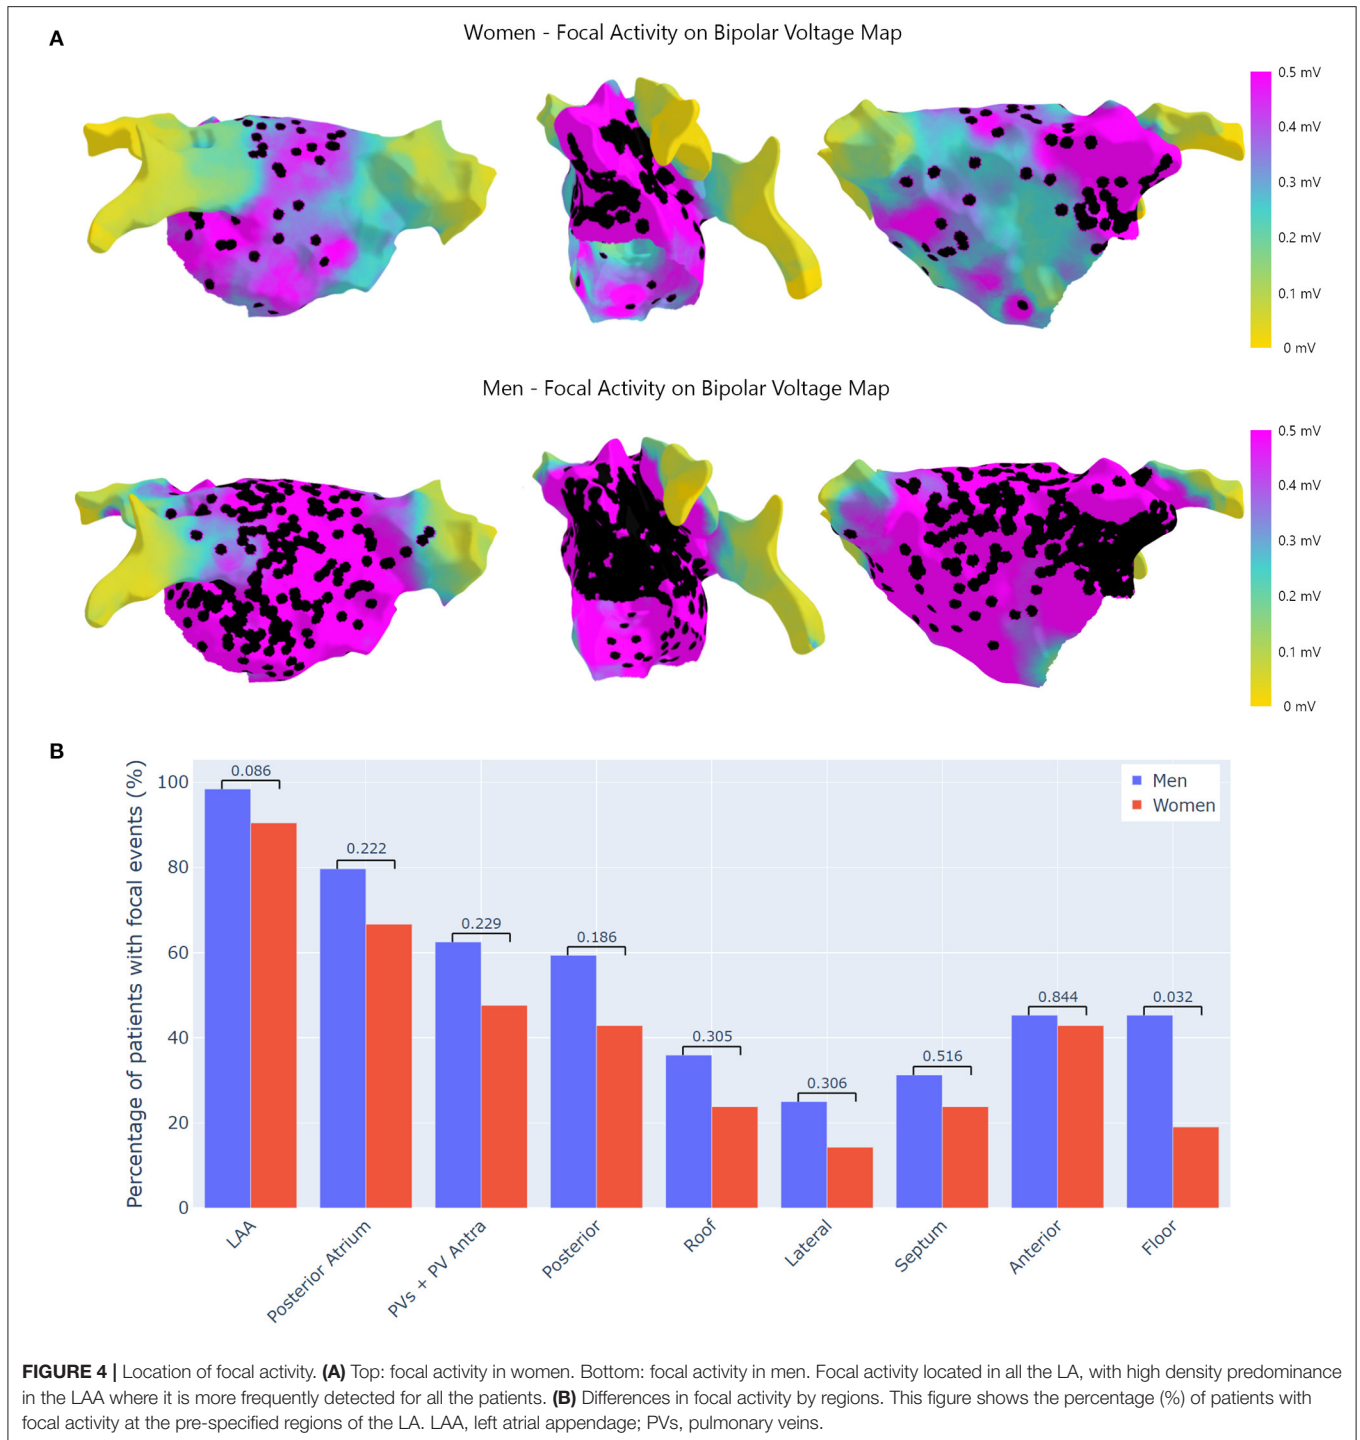 A
Women - Focal Activity on Bipolar Voltage Map
0.5 mV
0.4 mV
0.3 mV
0.2 mV
0.1 mV
0 mV
Men - Focal Activity on Bipolar Voltage Map
0.5 mV
0.4 mV
0.3 mV
0.2 mV
0.1 mV
0 mV
B
Percentage of patients with focal events (%)
100
80
60
40
20
0
0.086
0.222
0.229
0.186
0.305
0.306
0.516
0.844
0.032
Men
Women
LAA
Posterior Atrium
PVs + PV Antra
Posterior
Roof
Lateral
Septum
Anterior
Floor
FIGURE 4 | Location of focal activity. (A) Top: focal activity in women. Bottom: focal activity in men. Focal activity located in all the LA, with high density predominance
in the LAA where it is more frequently detected for all the patients. (B) Differences in focal activity by regions. This figure shows the percentage (%) of patients with
focal activity at the pre-specified regions of the LA. LAA, left atrial appendage; PVs, pulmonary veins.